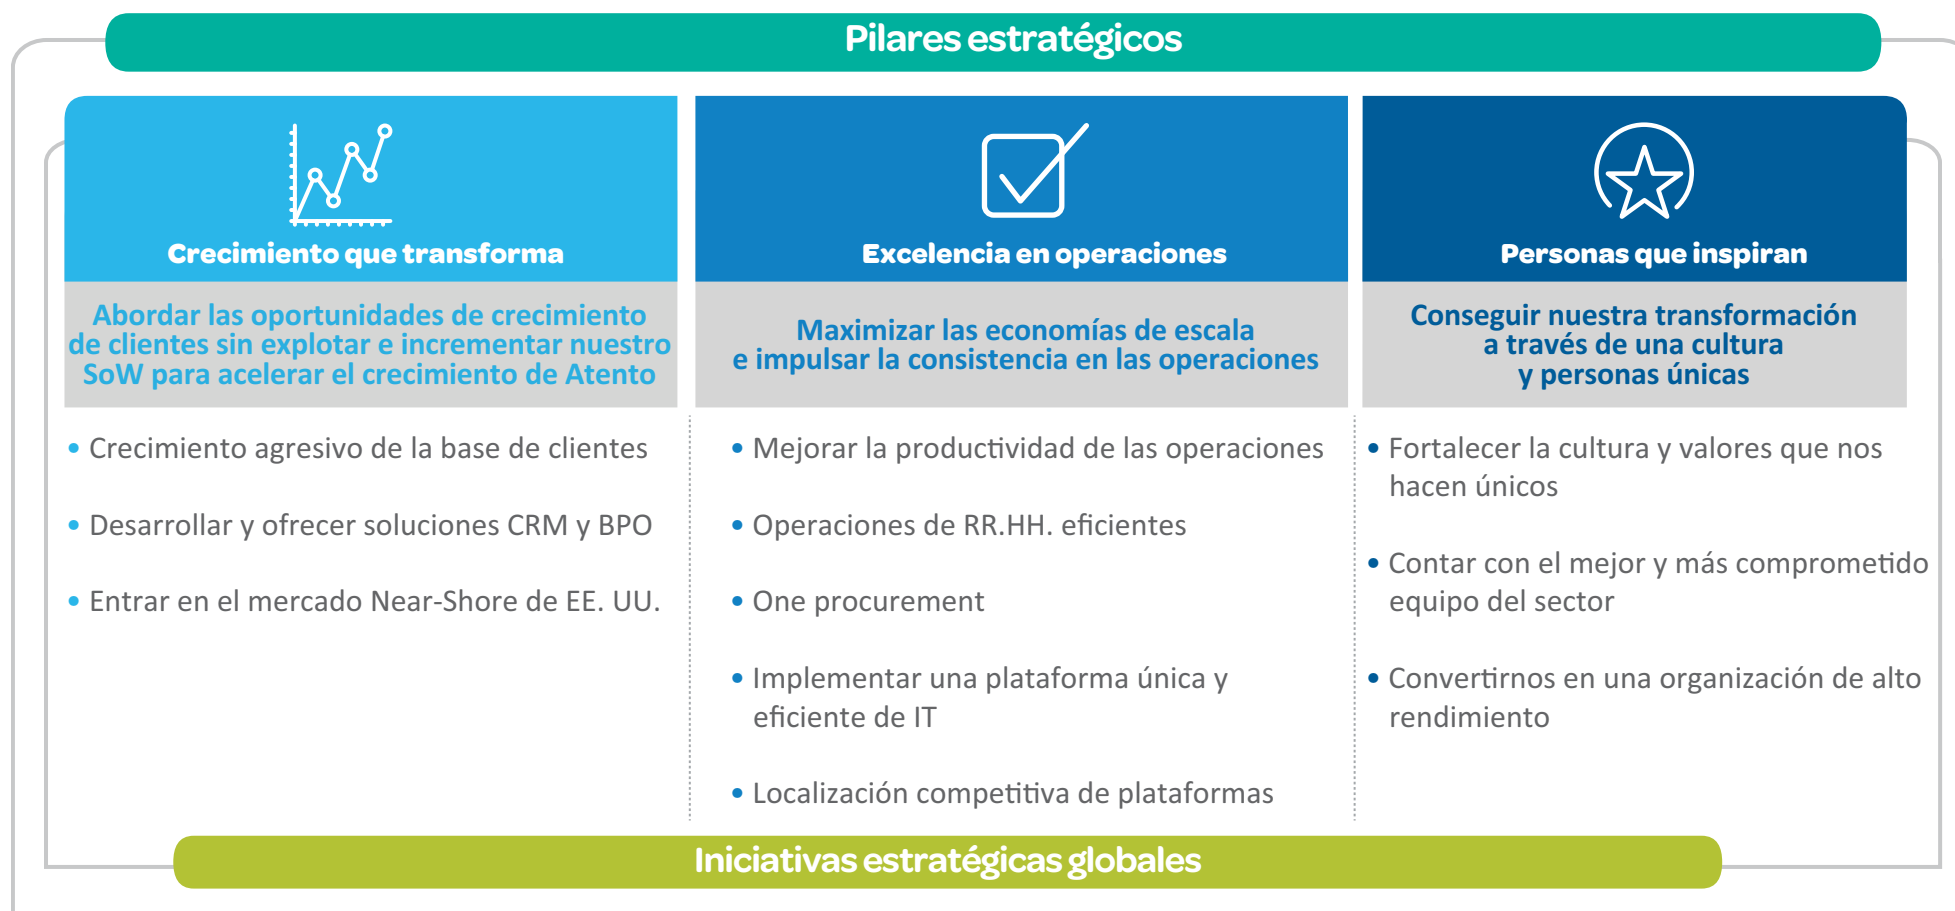 Pilares estratégicos
Crecimiento que transforma
Abordar las oportunidades de crecimiento
de clientes sin explotar e incrementar nuestro
SoW para acelerar el crecimiento de Atento
• Crecimiento agresivo de la base de clientes
• Desarrollar y ofrecer soluciones CRM y BPO
• Entrar en el mercado Near-Shore de EE. UU.
Excelencia en operaciones
Maximizar las economías de escala
e impulsar la consistencia en las operaciones
• Mejorar la productividad de las operaciones
• Operaciones de RR.HH. eficientes
• One procurement
• Implementar una plataforma única y
eficiente de IT
• Localización competitiva de plataformas
Personas que inspiran
Conseguir nuestra transformación
a través de una cultura
y personas únicas
• Fortalecer la cultura y valores que nos
hacen únicos
• Contar con el mejor y más comprometido
equipo del sector
• Convertirnos en una organización de alto
rendimiento
Iniciativas estratégicas globales